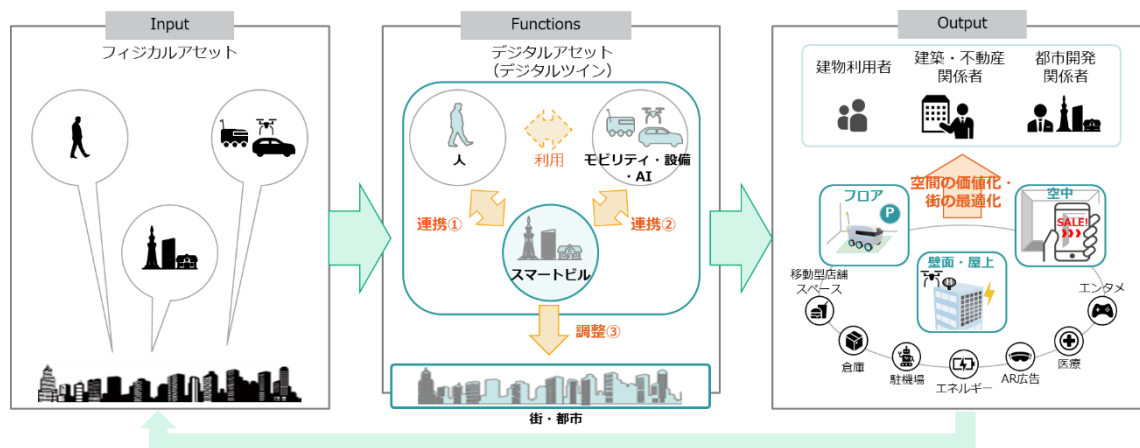 Input
フィジカルアセット
Functions
デジタルアセット
（デジタルツイン）
人
利用
モビリティ・設備
・AI
連携①
連携②
スマートビル
調整③
街・都市
Output
建物利用者
建築・不動産
関係者
都市開発
関係者
空間の価値化・
街の最適化
フロア
P
空中
SALE!
壁面・屋上
移動型店舗
スペース
倉庫
駐機場
エネルギー
AR広告
医療
エンタメ